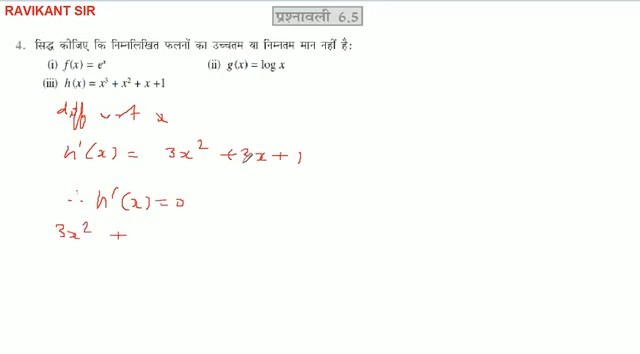 RAVIKANT SIR
प्रश्नावली 6.5
4. सिद्ध कीजिए कि निम्नलिखित फलनों का उच्चतम या निम्नतम मान नहीं है:
(i) f(x) = eˣ (ii) g(x) = log x
(iii) h(x) = x³ + x² + x + 1
diff w.r.t x
h'(x) = 3x² + 2x + 1
∴ h'(x) = 0
3x² +